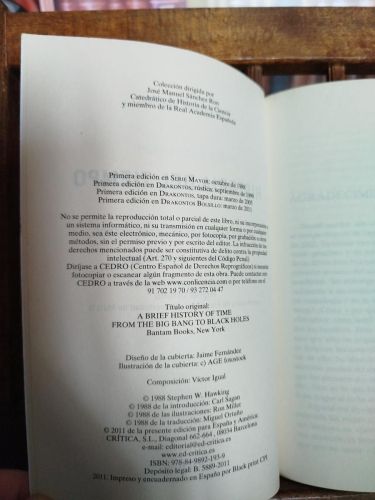 Colección dirigida por
José Manuel Sánchez Ron
Catedrático de Historia de la Ciencia
y miembro de la Real Academia Española
Primera edición en SERIE MAYOR: octubre de 1988
Primera edición en DRAKONTOS, rústica: septiembre de
Primera edición en DRAKONTOS, tapa dura: marzo de 2005
Primera edición en DRAKONTOS BOLSILLO: marzo de 2011
No se permite la reproducción total o parcial de este libro, ni su incorporación a
un sistema informático, ni su transmisión en cualquier forma o por cualquier
medio, sea éste electrónico, mecánico, por fotocopia, por grabación u otros
métodos, sin el permiso previo y por escrito del editor. La infracción de los
derechos mencionados puede ser constitutiva de delito contra la propiedad
intelectual (Art. 270 y siguientes del Código Penal)
Diríjase a CEDRO (Centro Español de Derechos Reprográficos) si necesita
fotocopiar o escanear algún fragmento de esta obra. Puede contactar con
CEDRO a través de la web www.conlicencia.com o por teléfono en el
91 702 19 70 / 93 272 04 47
Título original:
A BRIEF HISTORY OF TIME
FROM THE BIG BANG TO BLACK HOLES
Bantam Books, New York
Diseño de la cubierta: Jaime Fernández
Ilustración de la cubierta: c) AGE fotostock
Composición: Víctor Igual
© 1988 Stephen W. Hawking
© 1988 de la introducción: Carl Sagan
© 1988 de las ilustraciones: Ron Miller
© 1988 de la traducción: Miguel Ortuño
© 2011 de la presente edición para España y América
CRÍTICA, S.L., Diagonal 662-664, 08034 Barcelona
e-mail: editorial@ed-critica.es
www.ed-critica.es
ISBN: 978-84-9892-193-9
Depósito legal: B. 5889-2011
2011. Impreso y encuadernado en España por Black print CPI